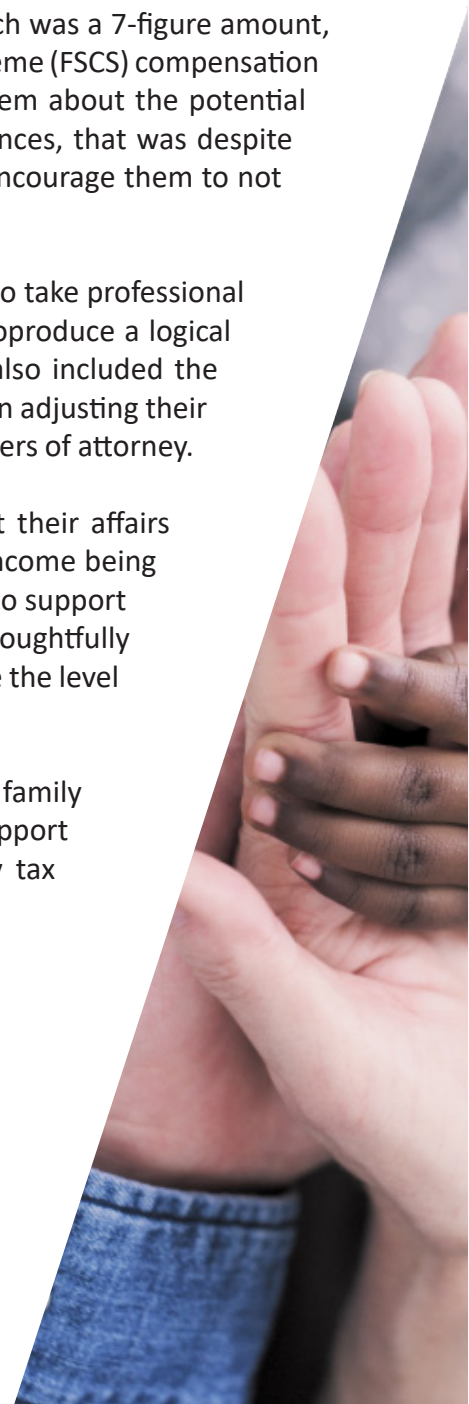 ch was a 7-figure amount,
eme (FSCS) compensation
em about the potential
nces, that was despite
ncourage them to not
o take professional
oproduce a logical
also included the
n adjusting their
ers of attorney.
t their affairs
ncome being
o support
oughtfully
e the level
family
pport
y tax